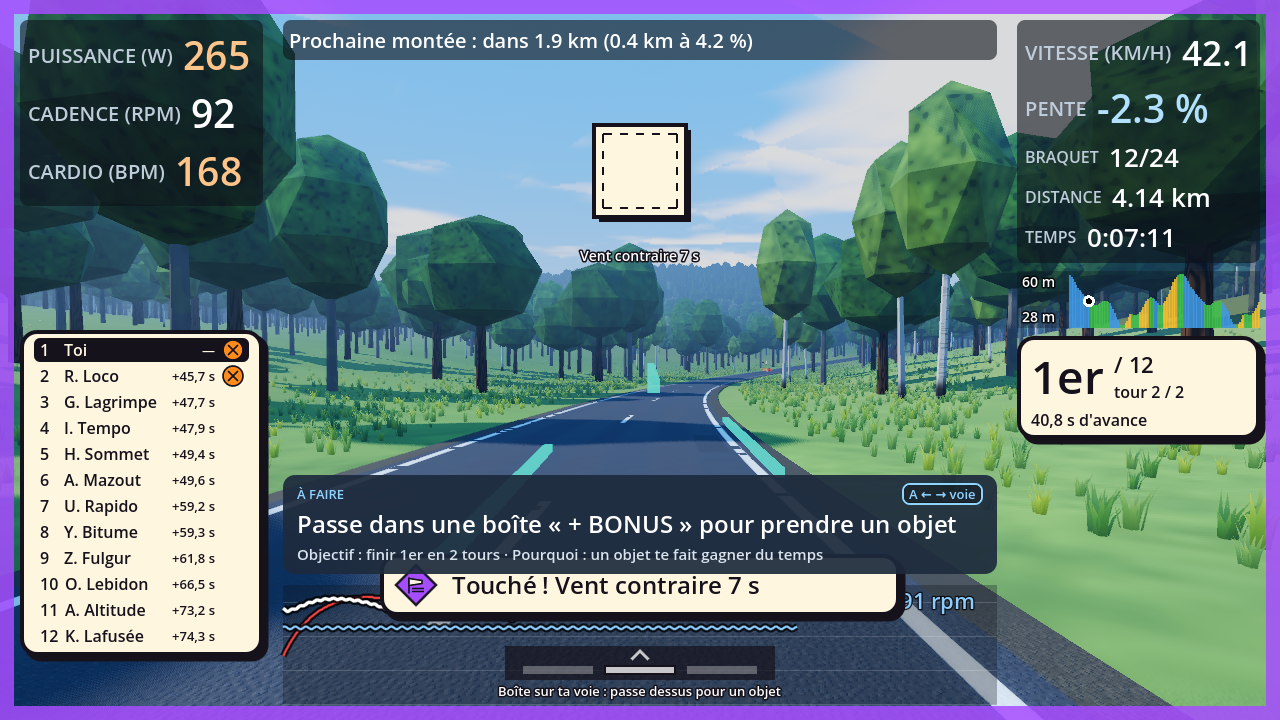 PUISSANCE (W) 265
CADENCE (RPM) 92
CARDIO (BPM) 168
Prochaine montée : dans 1.9 km (0.4 km à 4.2 %)
VITESSE (KM/H) 42.1
PENTE -2.3 %
BRAQUET 12/24
DISTANCE 4.14 km
TEMPS 0:07:11
60 m
28 m
Vent contraire 7 s
1 Toi —
2 R. Loco +45,7 s
3 G. Lagrimpe +47,7 s
4 I. Tempo +47,9 s
5 H. Sommet +49,4 s
6 A. Mazout +49,6 s
7 U. Rapido +59,2 s
8 Y. Bitume +59,3 s
9 Z. Fulgur +61,8 s
10 O. Lebidon +66,5 s
11 A. Altitude +73,2 s
12 K. Lafusée +74,3 s
1er / 12
tour 2 / 2
40,8 s d'avance
À FAIRE
A ← → voie
Passe dans une boîte « + BONUS » pour prendre un objet
Objectif : finir 1er en 2 tours · Pourquoi : un objet te fait gagner du temps
Touché ! Vent contraire 7 s
91 rpm
Boîte sur ta voie : passe dessus pour un objet